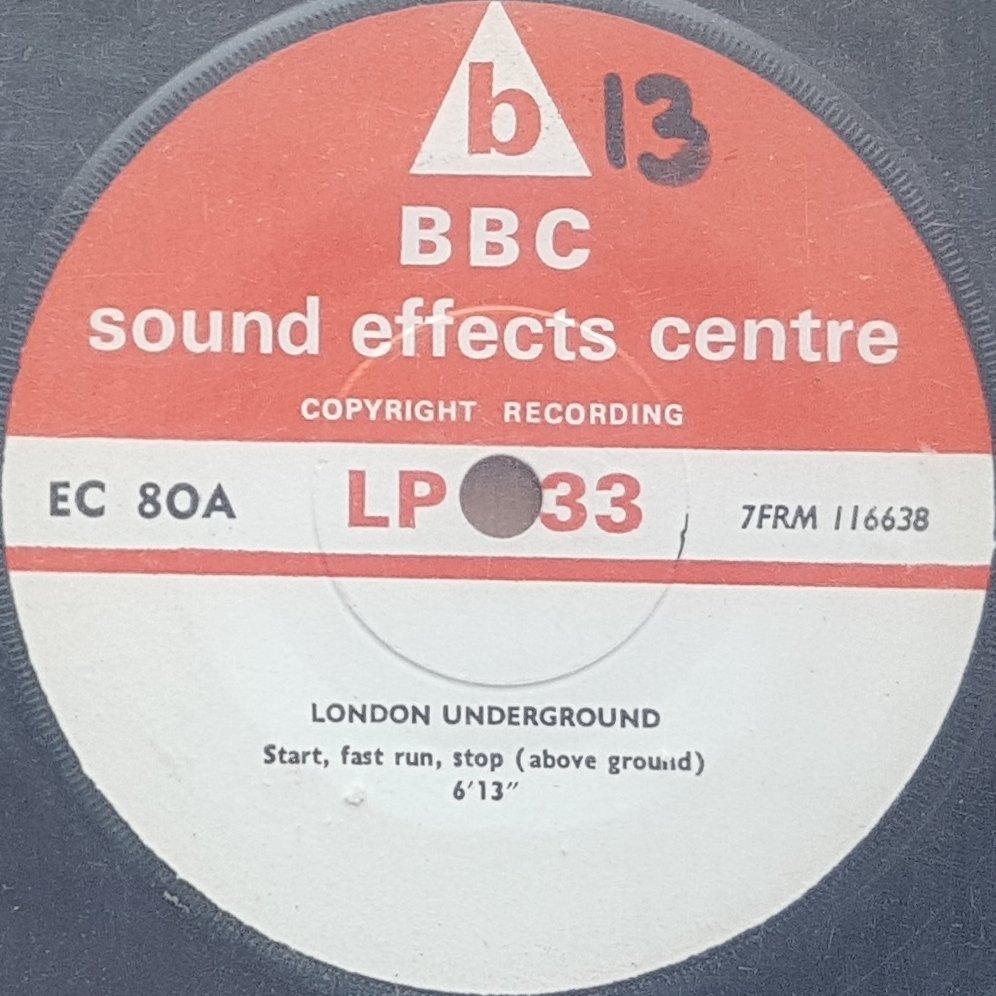 b 13
BBC
sound effects centre
COPYRIGHT RECORDING
EC 80A LP 33 7FRM 116638
LONDON UNDERGROUND
Start, fast run, stop (above ground)
6′13″